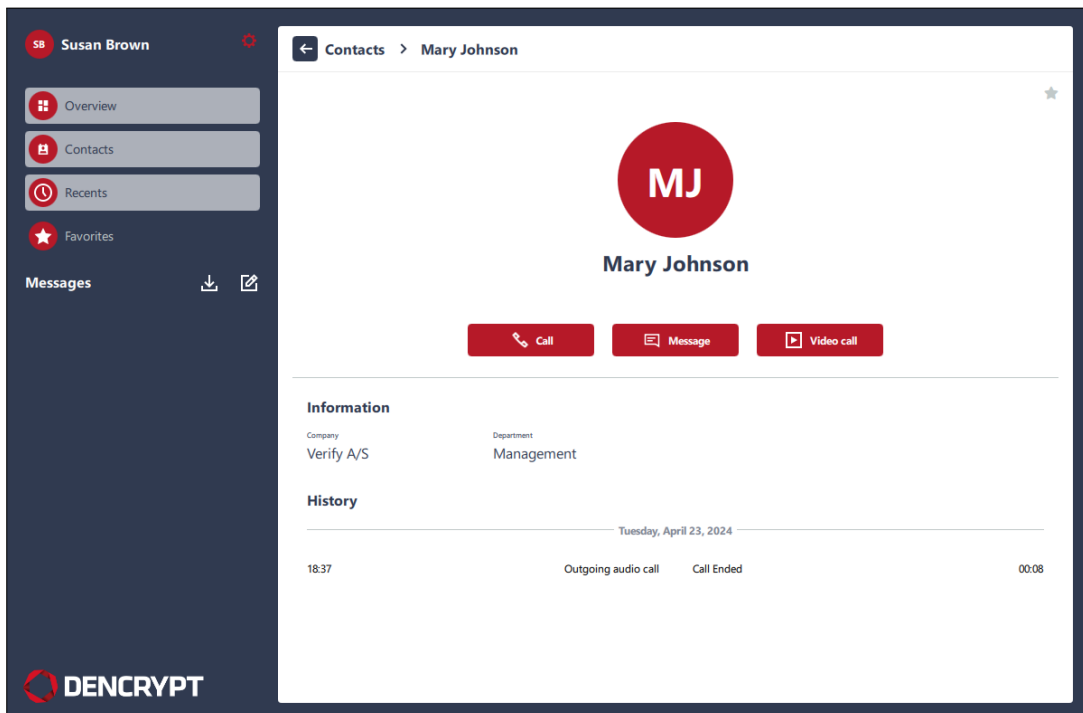 SB Susan Brown
Overview
Contacts
Recents
Favorites
Messages
DENCRYPT
Contacts > Mary Johnson
MJ
Mary Johnson
Call Message Video call
Information
Company Department
Verify A/S Management
History
Tuesday, April 23, 2024
18:37 Outgoing audio call Call Ended 00:08